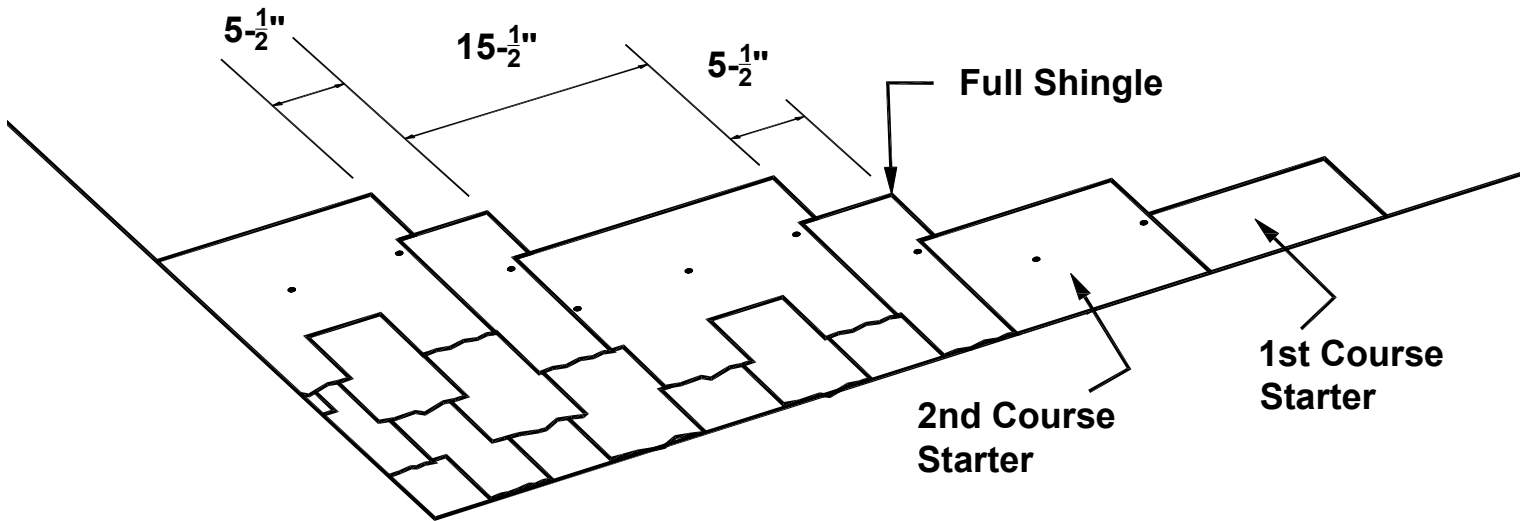 5-1/2"
15-1/2"
5-1/2"
Full Shingle
1st Course
Starter
2nd Course
Starter